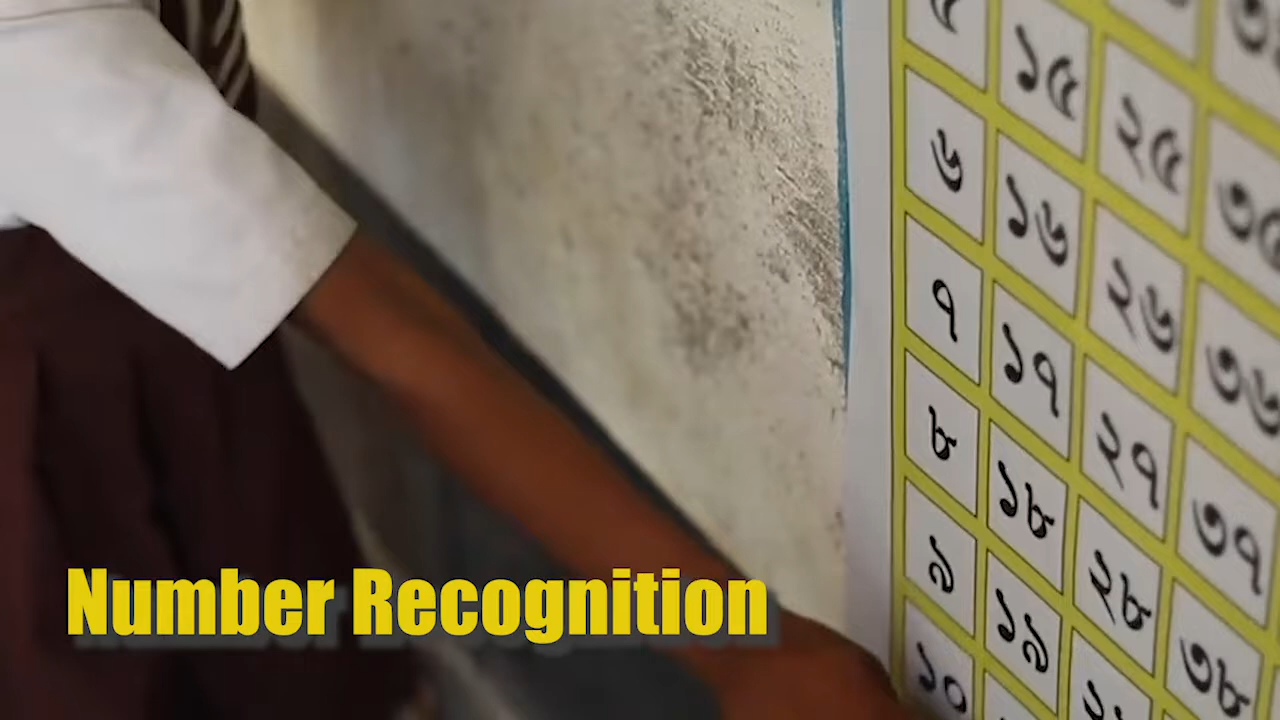 ৫ ১৫ ২৫
৬ ১৬ ২৬ ৩৬
৭ ১৭ ২৭ ৩৭
৮ ১৮ ২৮ ৩৮
৯ ১৯
১০
Number Recognition